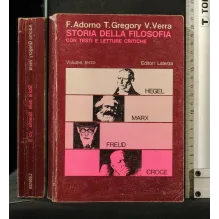 F. Adorno T. Gregory V. Verra
STORIA DELLA FILOSOFIA
CON TESTI E LETTURE CRITICHE
Volume terzo
Editori Laterza
HEGEL
MARX
FREUD
CROCE